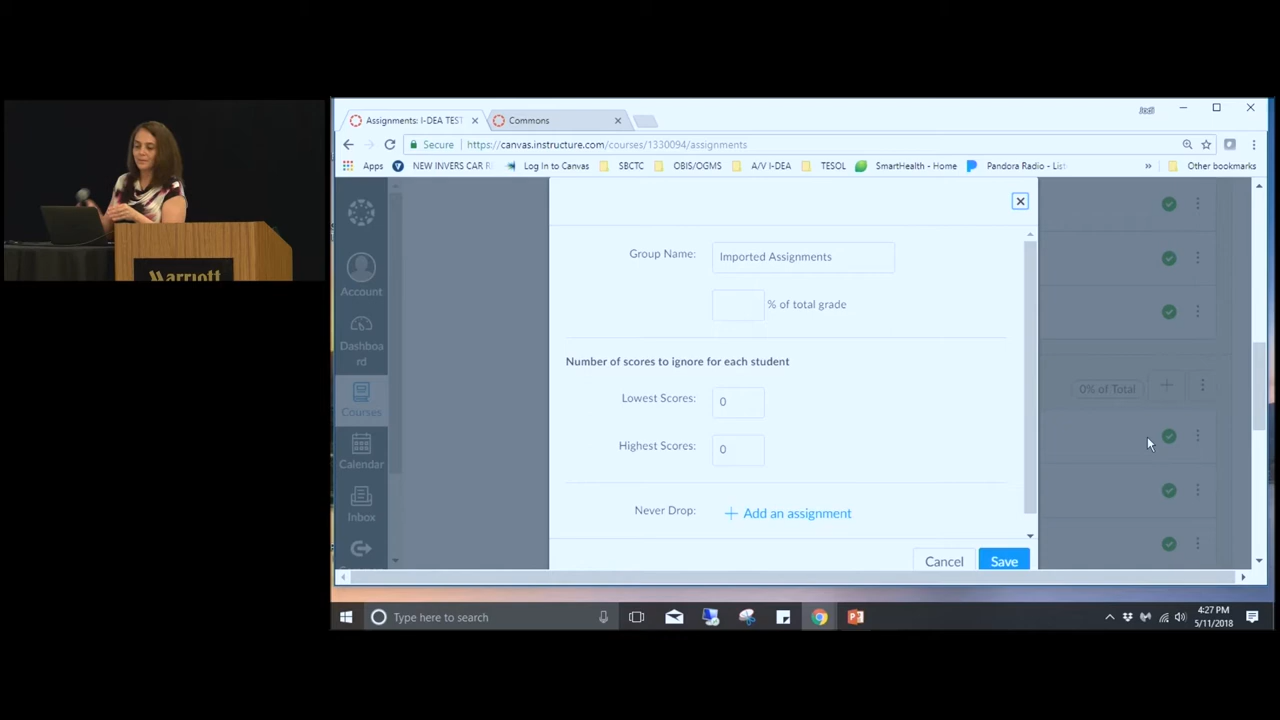 Marriott
Assignments: I-DEA TEST
Commons
Secure
https://canvas.instructure.com/courses/1330094/assignments
Apps
NEW INVERS CAR RE
Log In to Canvas
SBCTC
OBIS/OGMS
A/V I-DEA
TESOL
SmartHealth - Home
Pandora Radio - List
»
Other bookmarks
Account
Dashboa
rd
Courses
Calendar
Inbox
Group Name:
Imported Assignments
% of total grade
Number of scores to ignore for each student
Lowest Scores:
0
Highest Scores:
0
Never Drop:
+ Add an assignment
Cancel
Save
0% of Total
Type here to search
4:27 PM
5/11/2018